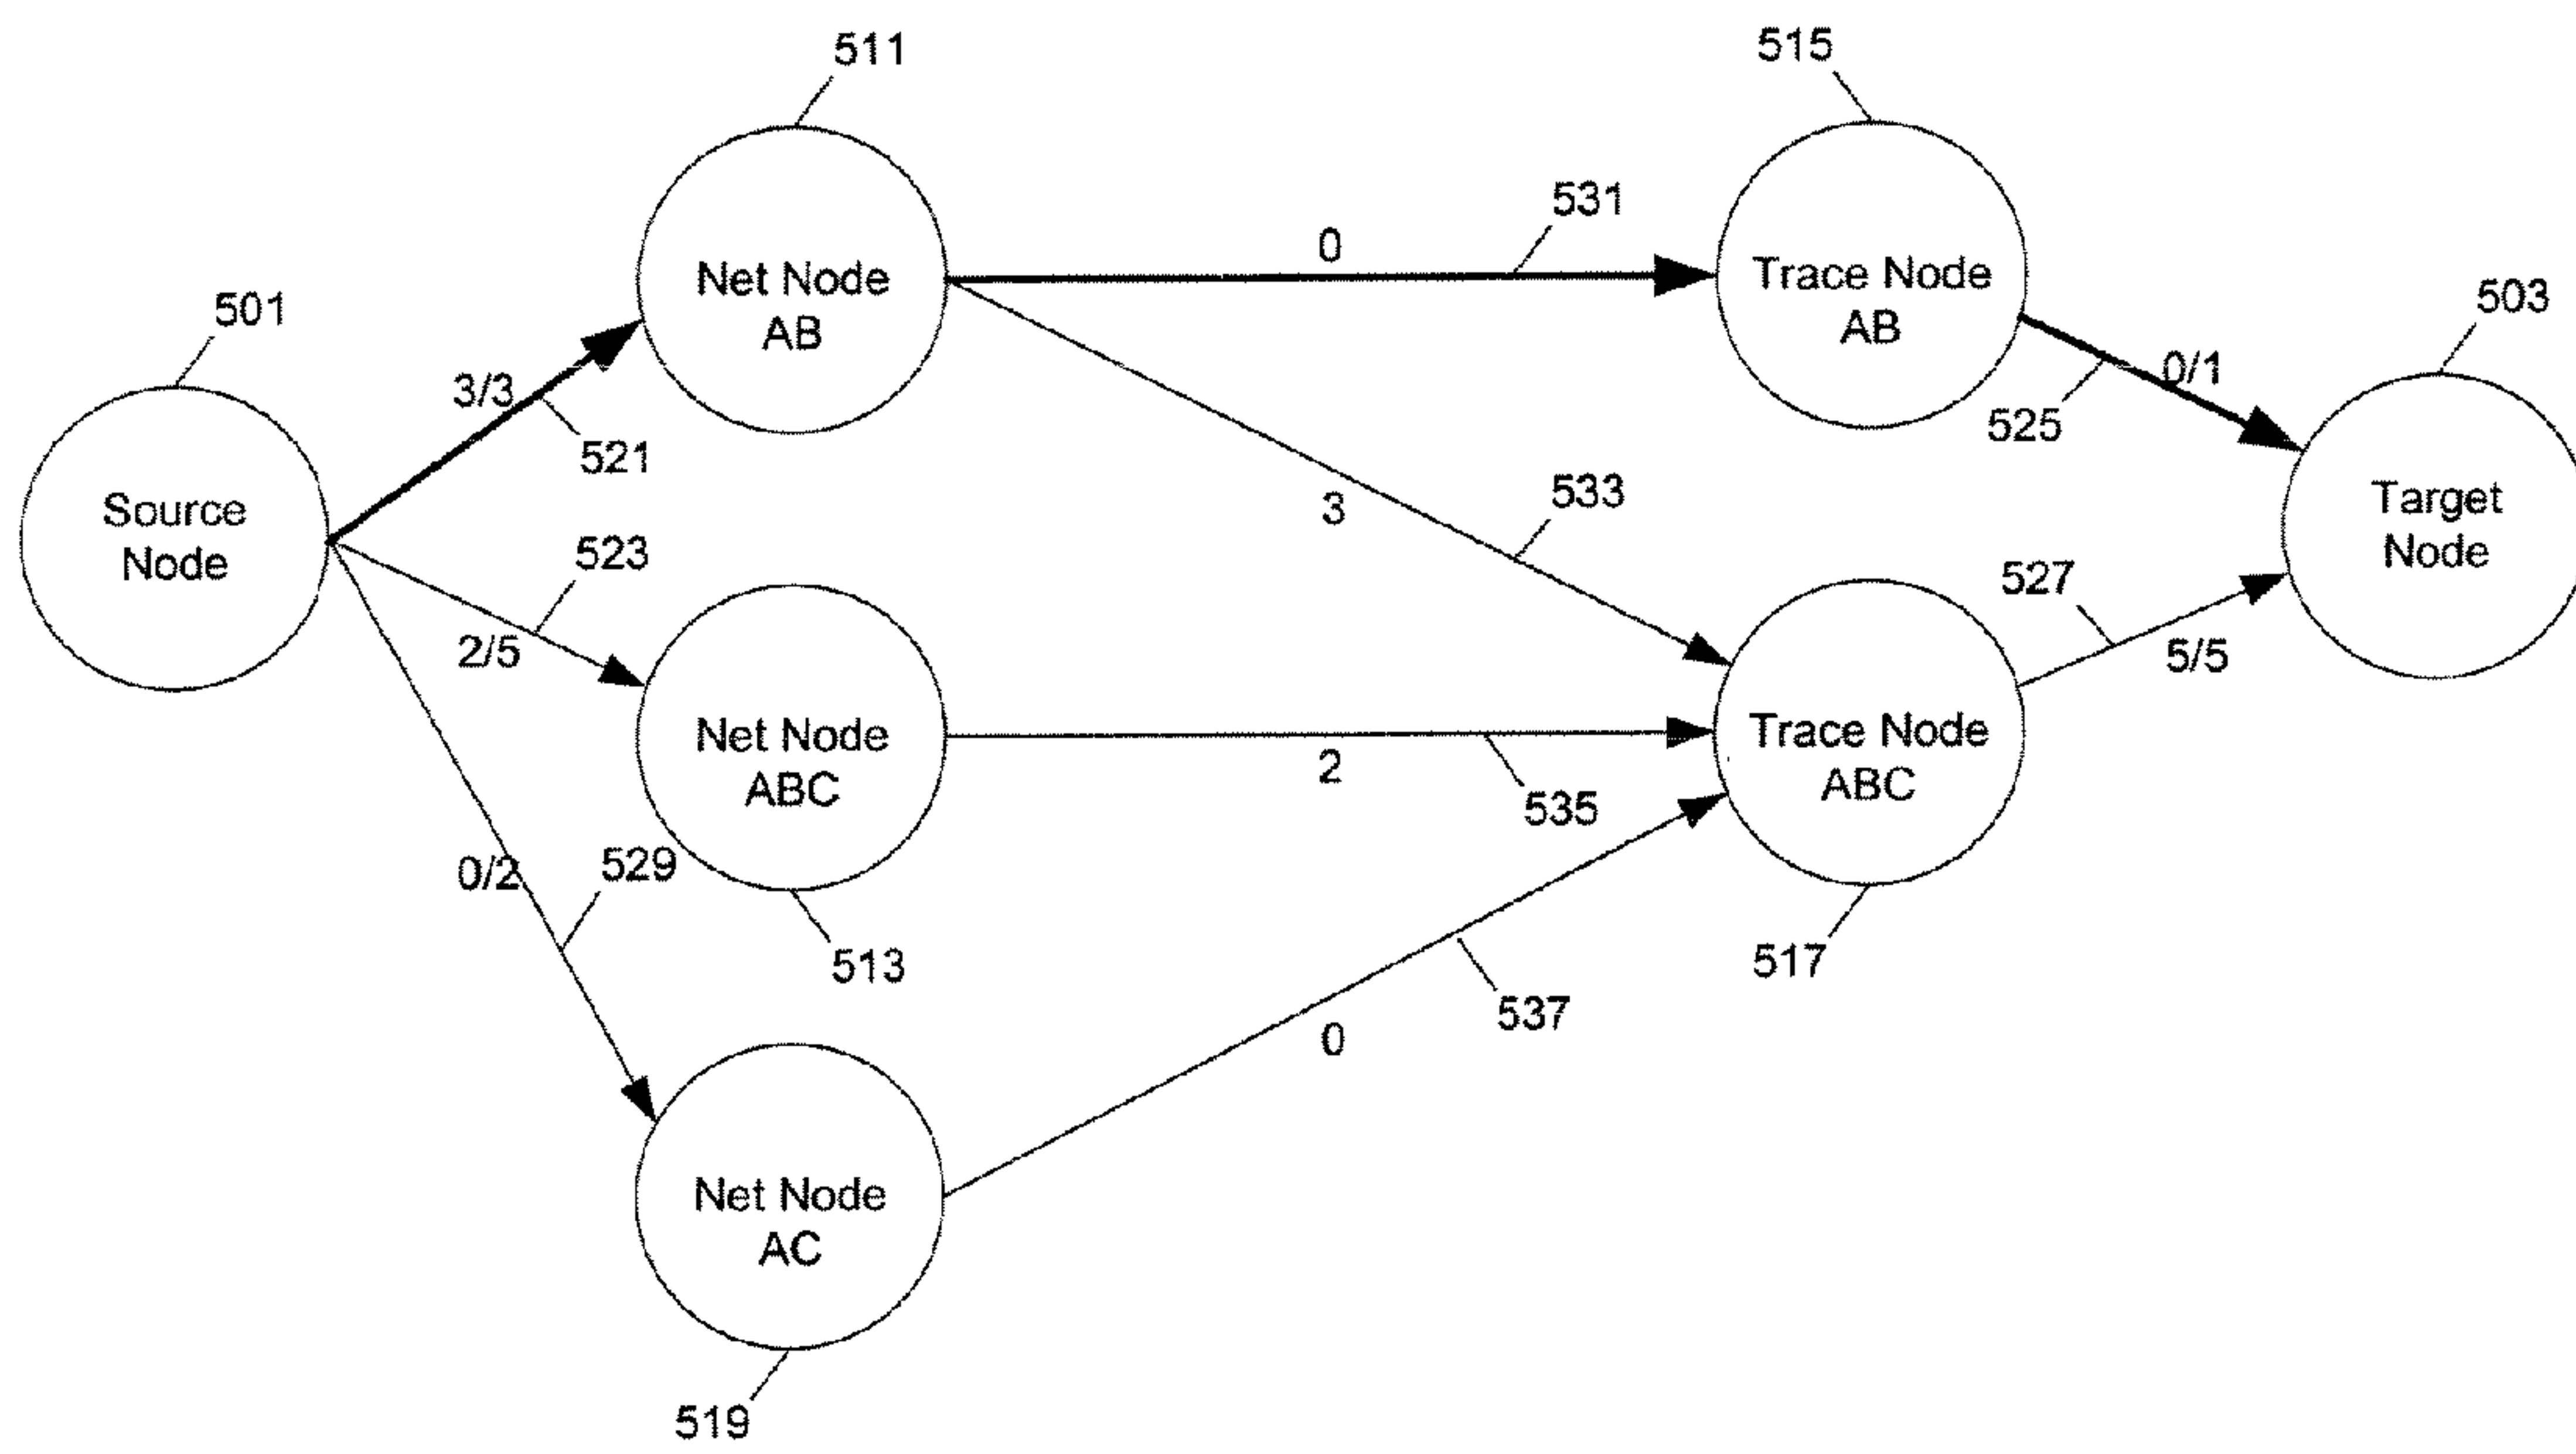 511
515
531
0
Net Node
AB
Trace Node
AB
501
503
3/3
0/1
525
521
533
3
Source
Node
Target
Node
523
527
2/5
5/5
Net Node
ABC
Trace Node
ABC
2
535
0/2
529
513
517
537
0
Net Node
AC
519